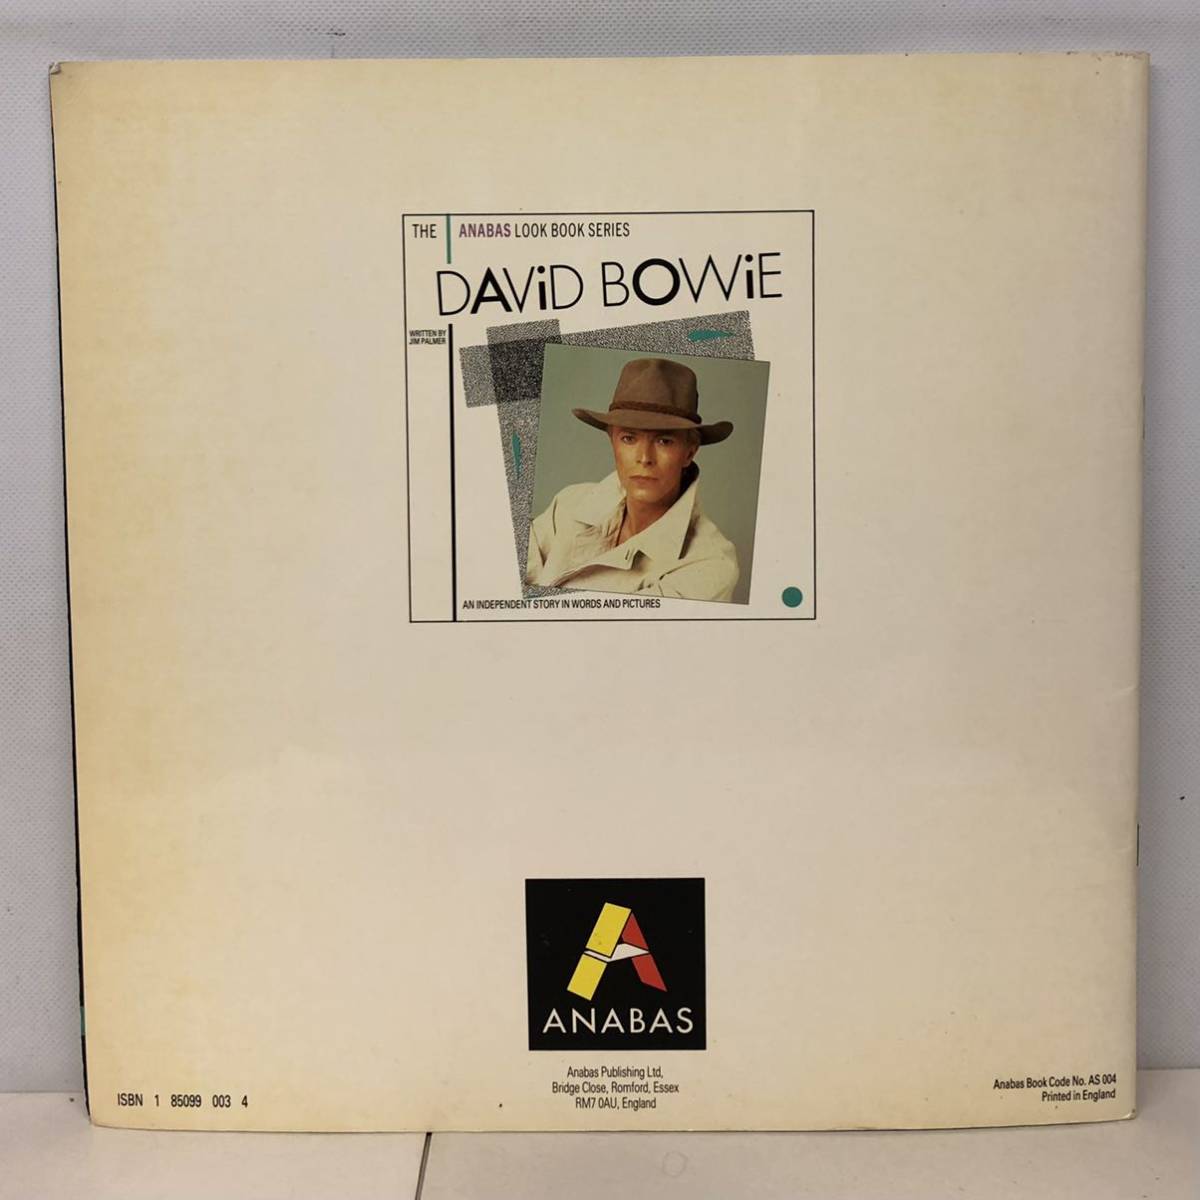 THE ANABAS LOOK BOOK SERIES
DAViD BOWiE
WRITTEN BY
JIM PALMER
AN INDEPENDENT STORY IN WORDS AND PICTURES
ANABAS
Anabas Publishing Ltd,
Bridge Close, Romford, Essex
RM7 0AU, England
ISBN 1 85099 003 4
Anabas Book Code No. AS 004
Printed in England